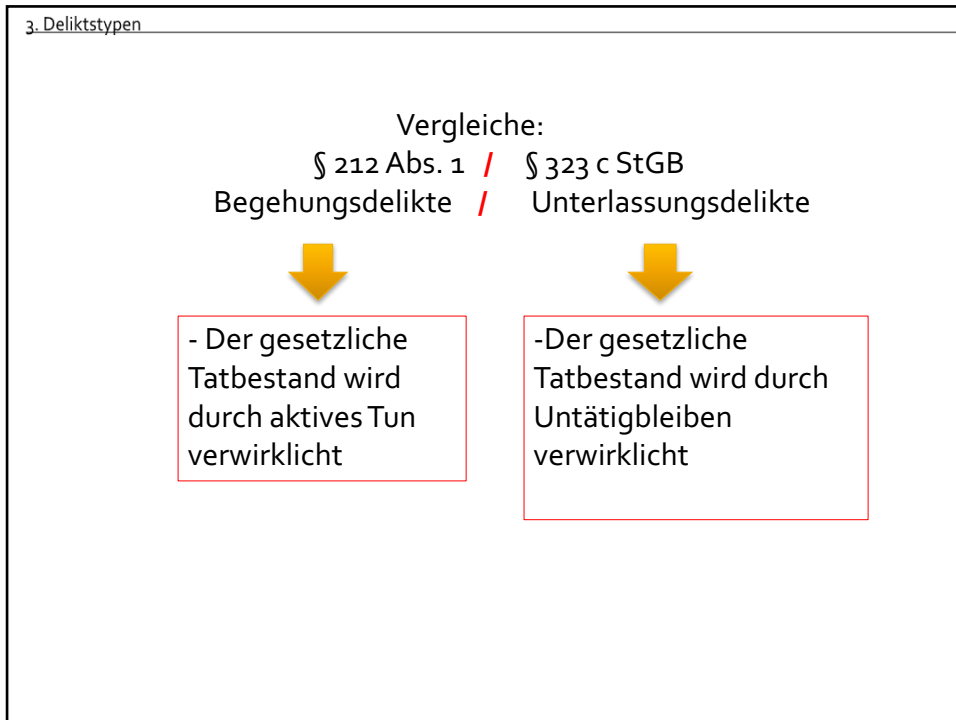 3. Deliktstypen
Vergleiche:
§ 212 Abs. 1 / § 323 c StGB
Begehungsdelikte / Unterlassungsdelikte
- Der gesetzliche
Tatbestand wird
durch aktives Tun
verwirklicht
-Der gesetzliche
Tatbestand wird durch
Untätigbleiben
verwirklicht